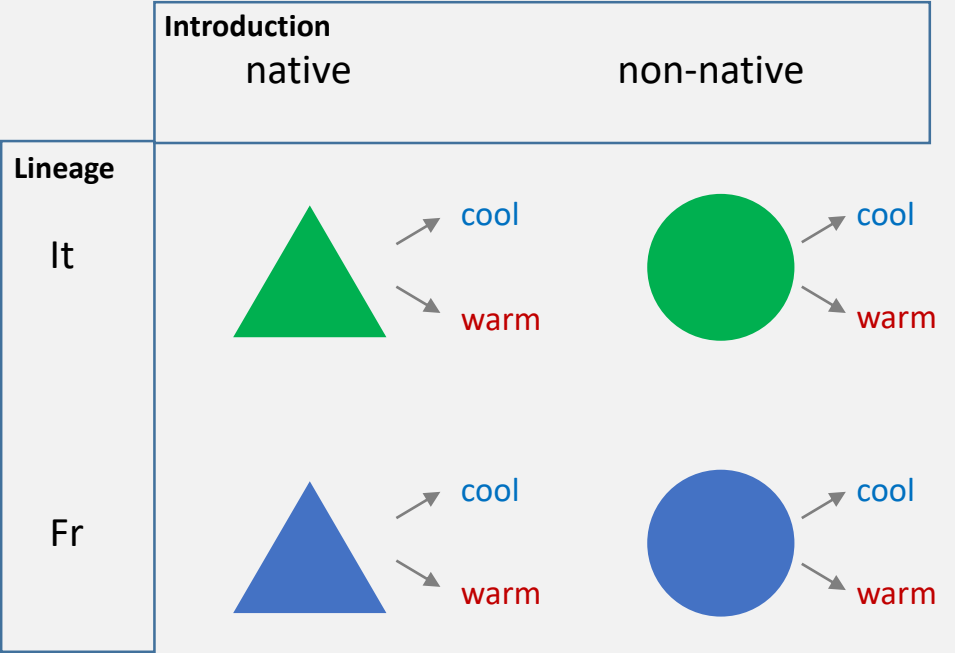 Introduction
native non-native
Lineage
It
cool cool
warm warm
Fr
cool cool
warm warm